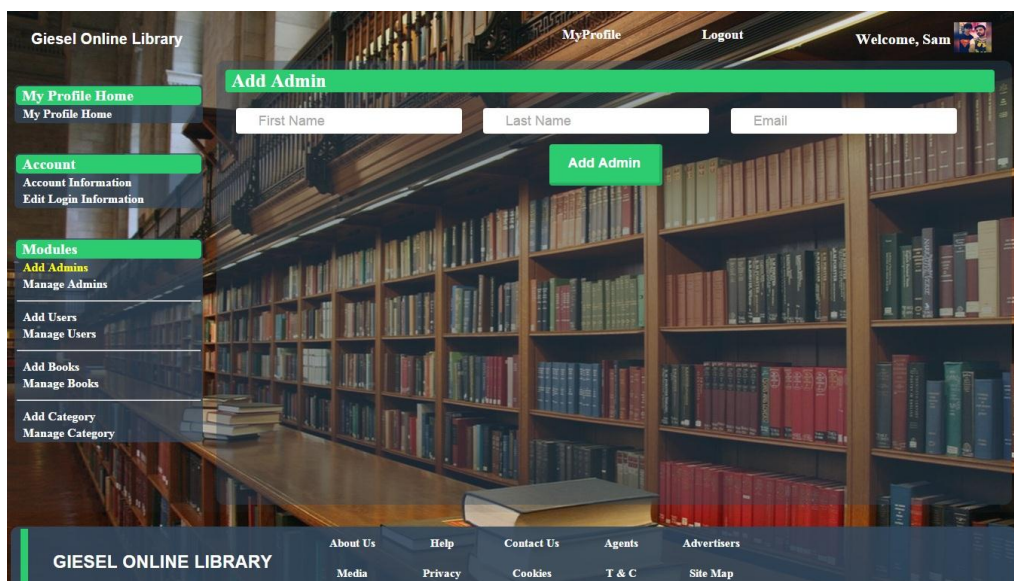 Giesel Online Library
MyProfile
Logout
Welcome, Sam
My Profile Home
My Profile Home
Account
Account Information
Edit Login Information
Modules
Add Admins
Manage Admins
Add Users
Manage Users
Add Books
Manage Books
Add Category
Manage Category
Add Admin
First Name
Last Name
Email
Add Admin
GIESEL ONLINE LIBRARY
About Us
Help
Contact Us
Agents
Advertisers
Media
Privacy
Cookies
T & C
Site Map